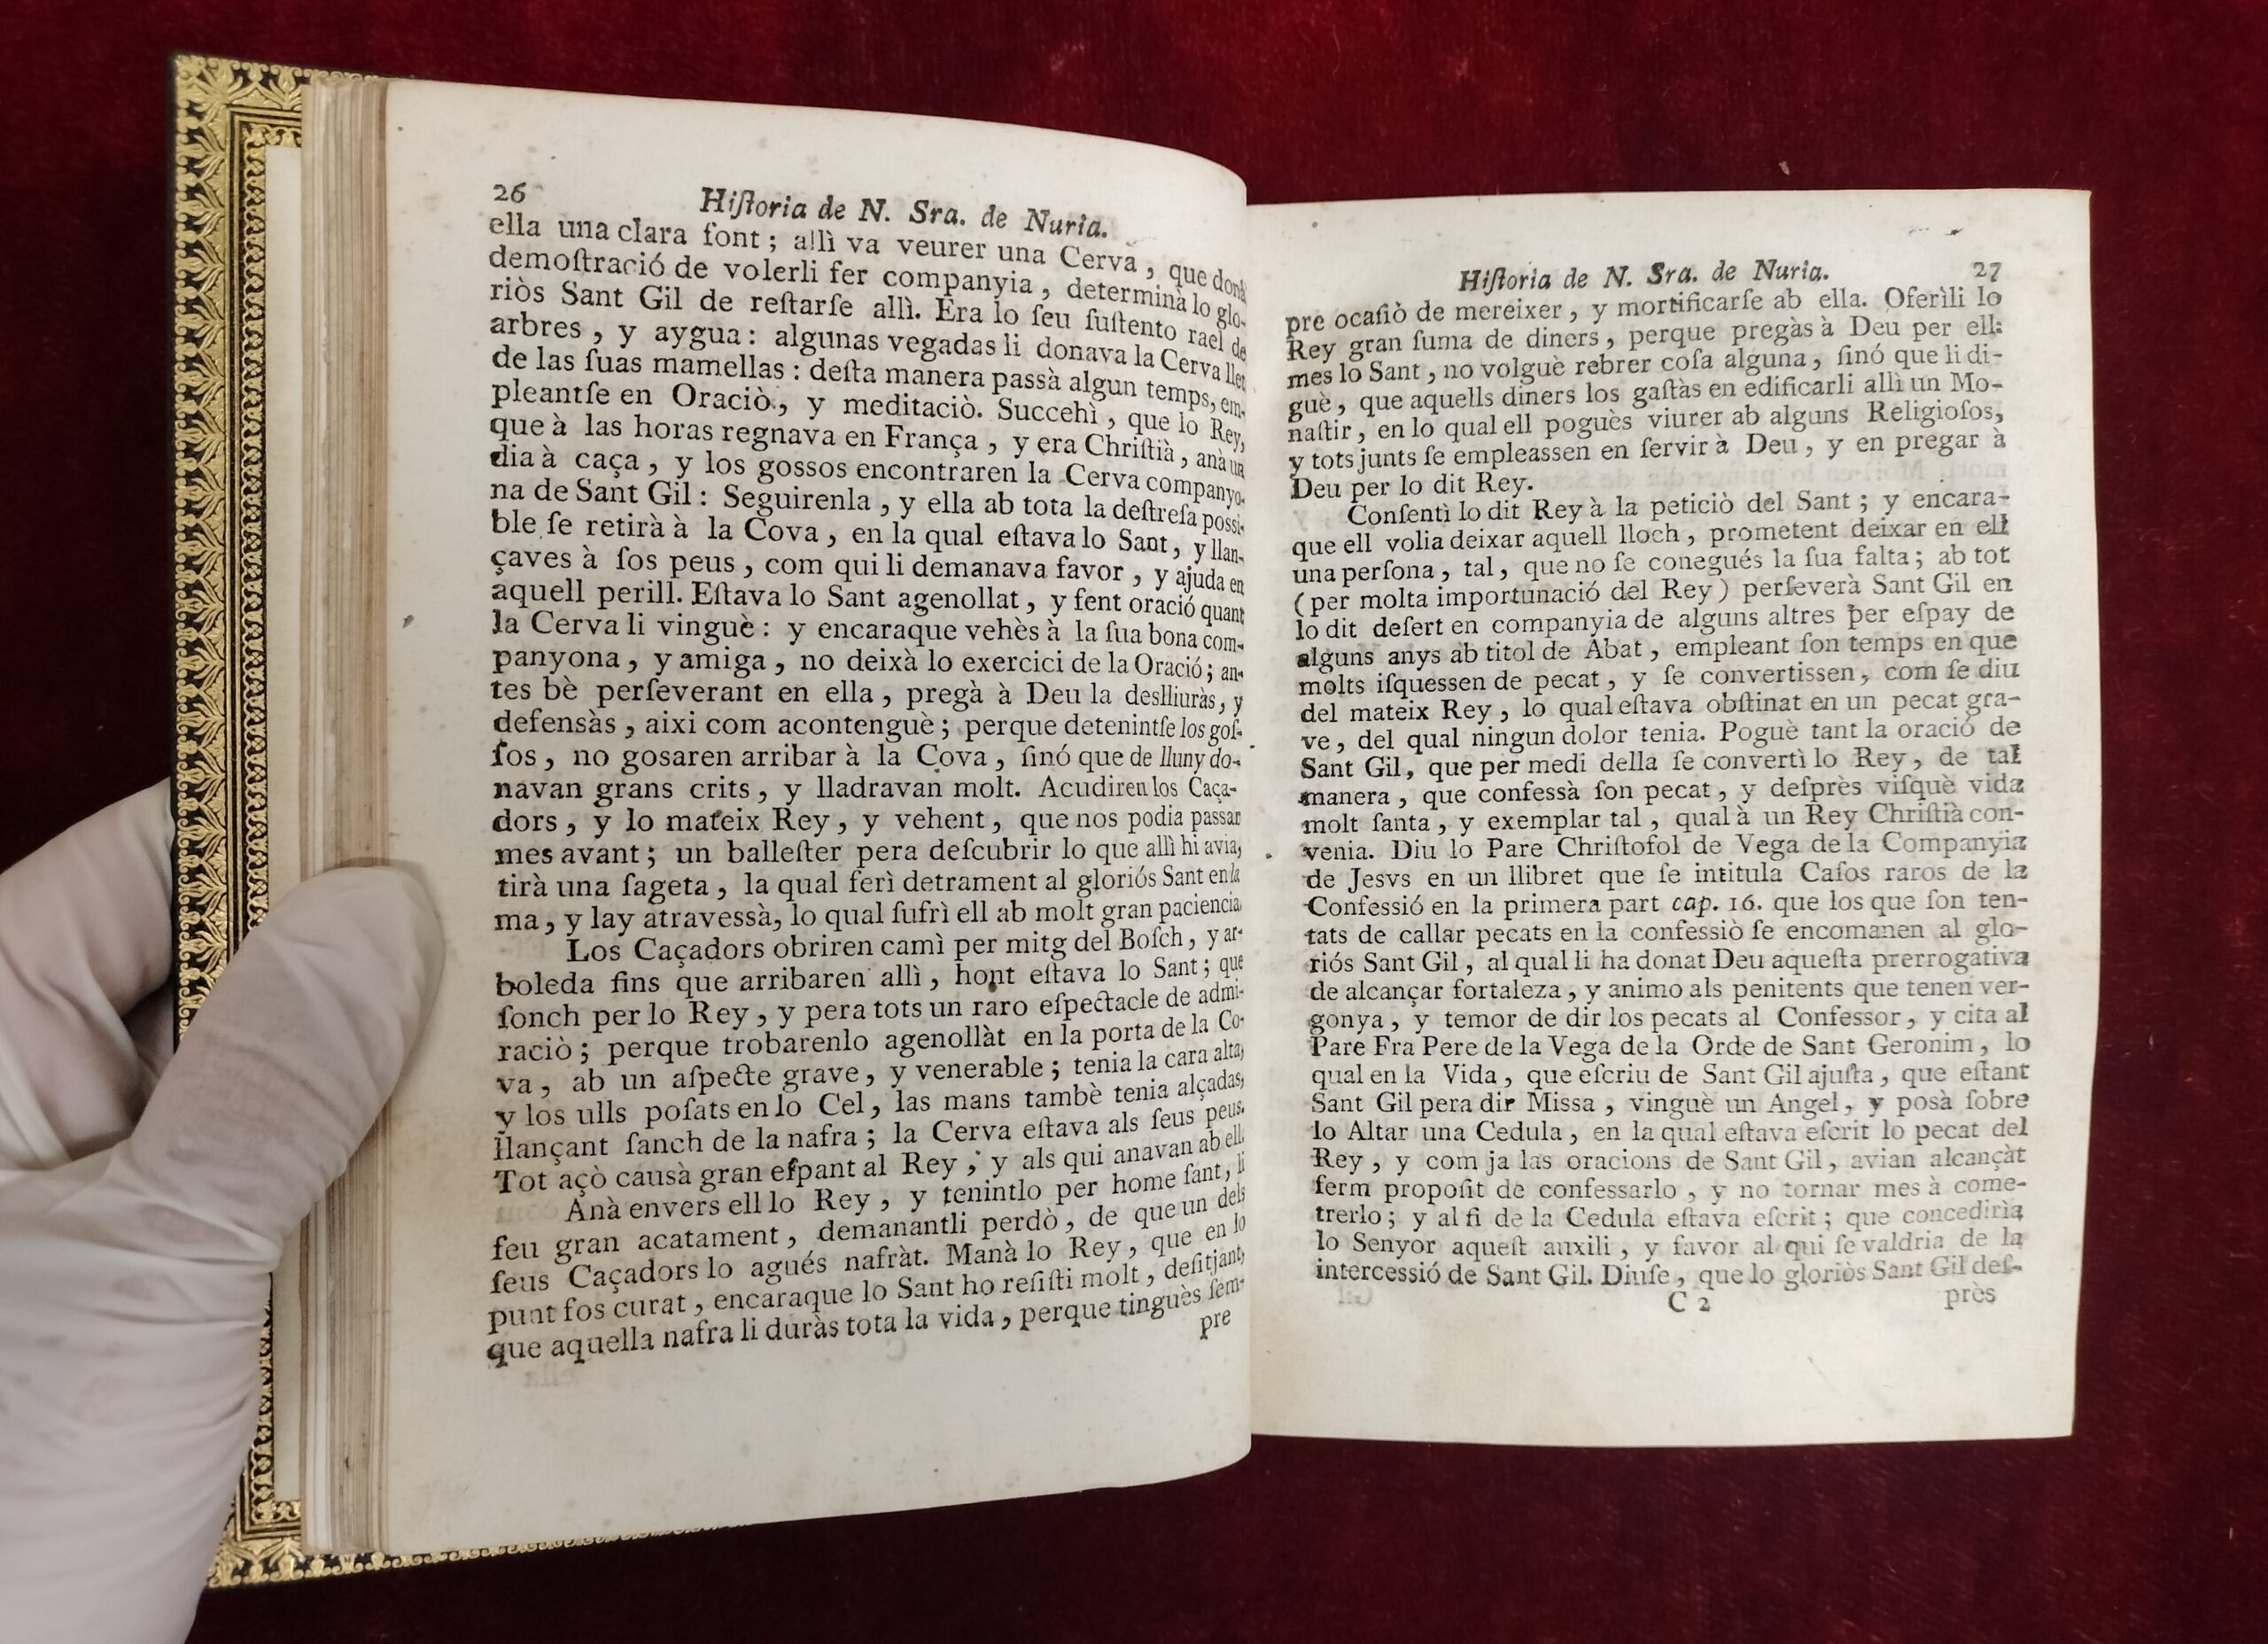 26
Hiſtoria de N. Sra. de Nuria.
ella una clara font; allì va veurer una Cerva, que donà
demoſtració de volerli fer companyia, determinà lo glo-
riòs Sant Gil de reſtarſe allì. Era lo ſeu ſuſtento rael de
arbres, y aygua: algunas vegadas li donava la Cerva llet
de las ſuas mamellas: deſta manera passà algun temps, em-
pleantſe en Oraciò, y meditaciò. Succehì, que lo Rey,
que à las horas regnava en França, y era Chriſtià, anà un
dia à caça, y los gossos encontraren la Cerva companyo-
na de Sant Gil: Seguirenla, y ella ab tota la deſtreſa possi-
ble ſe retirà à la Cova, en la qual eſtava lo Sant, y llan-
çaves à ſos peus, com qui li demanava favor, y ajuda en
aquell perill. Eſtava lo Sant agenollat, y fent oració quant
la Cerva li vinguè: y encaraque vehès à la ſua bona com-
panyona, y amiga, no deixà lo exercici de la Oració; an-
tes bè perſeverant en ella, pregà à Deu la deslliuràs, y
defensàs, aixi com acontenguè; perque detenintſe los goſ-
ſos, no gosaren arribar à la Cova, ſinó que de lluny do-
navan grans crits, y lladravan molt. Acudiren los Caça-
dors, y lo mateix Rey, y vehent, que nos podia passar
mes avant; un balleſter pera deſcubrir lo que allì hi avia,
tirà una ſageta, la qual ferì detrament al gloriós Sant en la
ma, y lay atravessà, lo qual ſufrì ell ab molt gran paciencia.
Los Caçadors obriren camì per mitg del Boſch, y ar-
boleda fins que arribaren allì, hont eſtava lo Sant; que
fonch per lo Rey, y pera tots un raro eſpectacle de admi-
raciò; perque trobarenlo agenollàt en la porta de la Co-
va, ab un aſpecte grave, y venerable; tenia la cara alta,
y los ulls poſats en lo Cel, las mans tambè tenia alçadas,
llançant ſanch de la nafra; la Cerva eſtava als ſeus peus.
Tot açò causà gran eſpant al Rey, y als qui anavan ab ell.
Anà envers ell lo Rey, y tenintlo per home ſant, li
feu gran acatament, demanantli perdò, de que un dels
ſeus Caçadors lo agués nafràt. Manà lo Rey, que en lo
punt fos curat, encaraque lo Sant ho reſiſti molt, deſitjant,
que aquella nafra li duràs tota la vida, perque tinguès ſem-
pre
Hiſtoria de N. Sra. de Nuria.
27
pre ocaſiò de mereixer, y mortificarſe ab ella. Oferìli lo
Rey gran ſuma de diners, perque pregàs à Deu per ell:
mes lo Sant, no volguè rebrer coſa alguna, ſinó que li di-
guè, que aquells diners los gaſtàs en edificarli allì un Mo-
naſtir, en lo qual ell poguès viurer ab alguns Religioſos,
y tots junts ſe empleassen en ſervir à Deu, y en pregar à
Deu per lo dit Rey.
Conſentì lo dit Rey à la petició del Sant; y encara-
que ell volia deixar aquell lloch, prometent deixar en ell
una perſona, tal, que no ſe conegués la ſua falta; ab tot
(per molta importunació del Rey) perſeverà Sant Gil en
lo dit deſert en companyia de alguns altres per eſpay de
alguns anys ab titol de Abat, empleant ſon temps en que
molts iſquessen de pecat, y ſe convertissen, com ſe diu
del mateix Rey, lo qual eſtava obſtinat en un pecat gra-
ve, del qual ningun dolor tenia. Poguè tant la oració de
Sant Gil, que per medi della ſe convertì lo Rey, de tal
manera, que confessà ſon pecat, y deſprès viſquè vida
molt ſanta, y exemplar tal, qual à un Rey Chriſtià con-
venia. Diu lo Pare Chriſtofol de Vega de la Companyia
de Jesvs en un llibret que ſe intitula Caſos raros de la
Confessió en la primera part cap. 16. que los que ſon ten-
tats de callar pecats en la confessiò ſe encomanen al glo-
riós Sant Gil, al qual li ha donat Deu aqueſta prerrogativa
de alcançar fortaleza, y animo als penitents que tenen ver-
gonya, y temor de dir los pecats al Confessor, y cita al
Pare Fra Pere de la Vega de la Orde de Sant Geronim, lo
qual en la Vida, que eſcriu de Sant Gil ajuſta, que eſtant
Sant Gil pera dir Missa, vinguè un Angel, y posà ſobre
lo Altar una Cedula, en la qual eſtava eſcrit lo pecat del
Rey, y com ja las oracions de Sant Gil, avian alcançàt
ferm propoſit de confessarlo, y no tornar mes à come-
trerlo; y al fi de la Cedula eſtava eſcrit; que concediria
lo Senyor aqueſt auxili, y favor al qui ſe valdria de la
intercessió de Sant Gil. Diuſe, que lo gloriòs Sant Gil deſ-
C 2
près